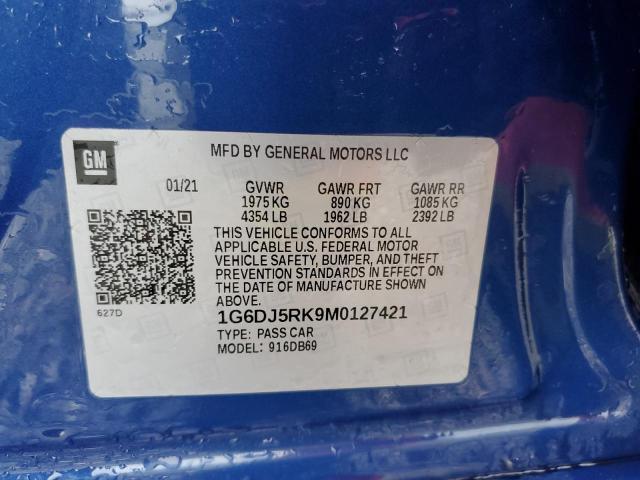 GM
MFD BY GENERAL MOTORS LLC
01/21 GVWR GAWR FRT GAWR RR
1975 KG 890 KG 1085 KG
4354 LB 1962 LB 2392 LB
THIS VEHICLE CONFORMS TO ALL
APPLICABLE U.S. FEDERAL MOTOR
VEHICLE SAFETY, BUMPER, AND THEFT
PREVENTION STANDARDS IN EFFECT ON
THE DATE OF MANUFACTURE SHOWN
ABOVE.
627D
1G6DJ5RK9M0127421
TYPE: PASS CAR
MODEL: 916DB69